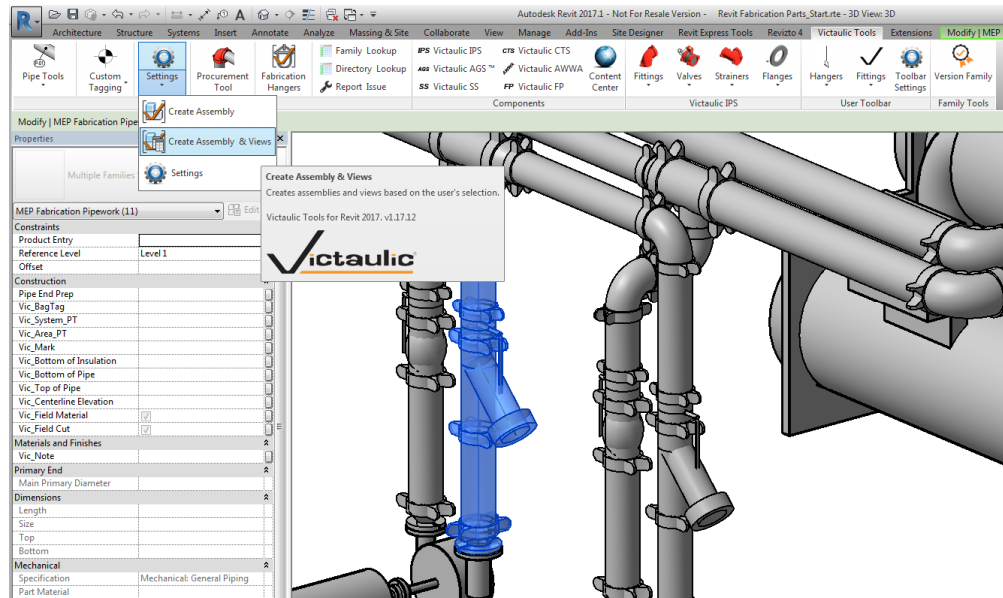 Autodesk Revit 2017.1 - Not For Resale Version - Revit Fabrication Parts_Start.rte - 3D View: 3D
Architecture Structure Systems Insert Annotate Analyze Massing & Site Collaborate View Manage Add-Ins Site Designer Revit Express Tools Revizto 4 Victaulic Tools Extensions Modify | MEP
Pipe Tools
Custom Tagging
Settings
Procurement Tool
Fabrication Hangers
Family Lookup
Directory Lookup
Report Issue
IPS Victaulic IPS
AGS Victaulic AGS ™
SS Victaulic SS
CTS Victaulic CTS
Victaulic AWWA
FP Victaulic FP
Content Center
Fittings
Valves
Strainers
Flanges
Hangers
Fittings
Toolbar Settings
Version Family
Components
Victaulic IPS
User Toolbar
Family Tools
Create Assembly
Create Assembly & Views
Settings
Modify | MEP Fabrication Pipe
Properties
Multiple Families
MEP Fabrication Pipework (11)
Edit
Constraints
Product Entry
Reference Level Level 1
Offset
Construction
Pipe End Prep
Vic_BagTag
Vic_System_PT
Vic_Area_PT
Vic_Mark
Vic_Bottom of Insulation
Vic_Bottom of Pipe
Vic_Top of Pipe
Vic_Centerline Elevation
Vic_Field Material
Vic_Field Cut
Materials and Finishes
Vic_Note
Primary End
Main Primary Diameter
Dimensions
Length
Size
Top
Bottom
Mechanical
Specification Mechanical: General Piping
Part Material
Create Assembly & Views
Creates assemblies and views based on the user's selection.
Victaulic Tools for Revit 2017. v1.17.12
Victaulic